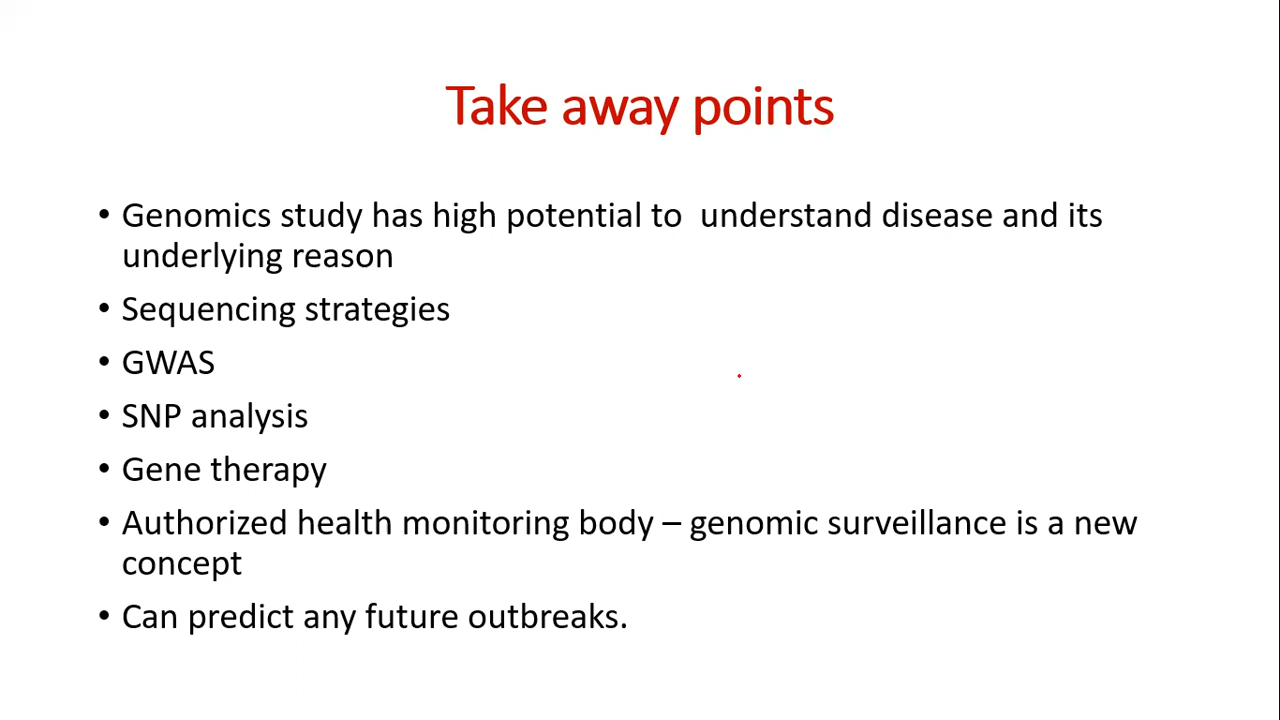 Take away points
• Genomics study has high potential to  understand disease and its
underlying reason
• Sequencing strategies
• GWAS
• SNP analysis
• Gene therapy
• Authorized health monitoring body – genomic surveillance is a new
concept
• Can predict any future outbreaks.